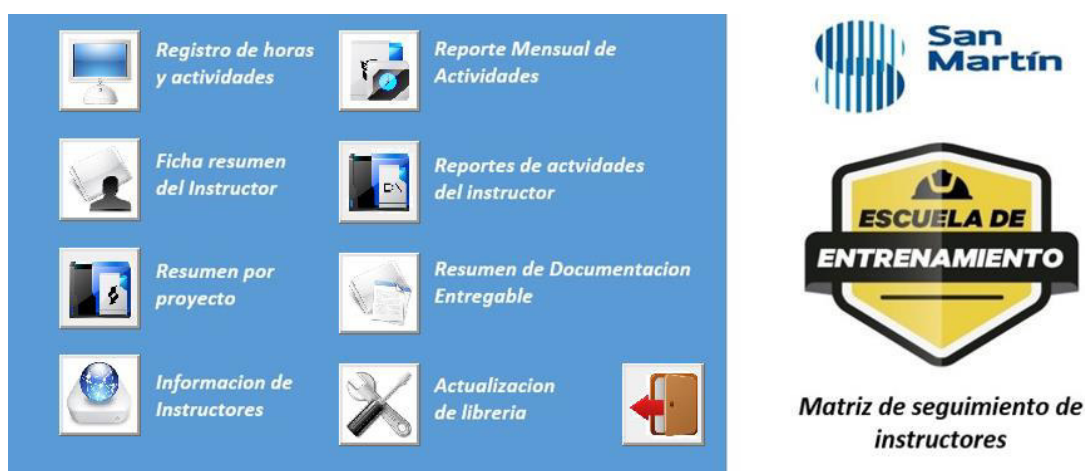 Registro de horas
y actividades
Reporte Mensual de
Actividades
Ficha resumen
del Instructor
Reportes de actvidades
del instructor
D:\
Resumen por
proyecto
Resumen de Documentacion
Entregable
Informacion de
Instructores
Actualizacion
de libreria
San
Martín
ESCUELA DE
ENTRENAMIENTO
Matriz de seguimiento de
instructores